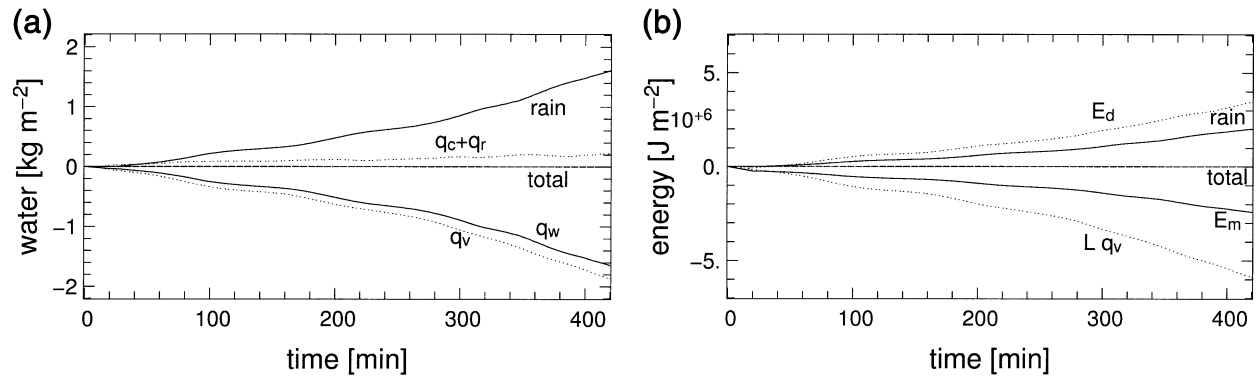 (a)
water [kg m⁻²]
2
1
0
−1
−2
rain
q_c+q_r
total
q_w
q_v
0 100 200 300 400
time [min]
(b)
energy [J m⁻²]
5.
10⁺⁶
0.
−5.
E_d
rain
total
E_m
L q_v
0 100 200 300 400
time [min]